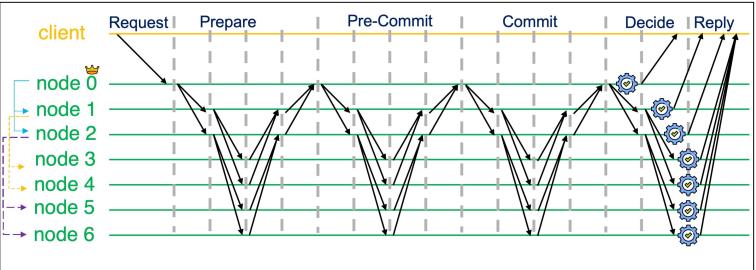 Request Prepare Pre-Commit Commit Decide Reply
client
node 0
node 1
node 2
node 3
node 4
node 5
node 6